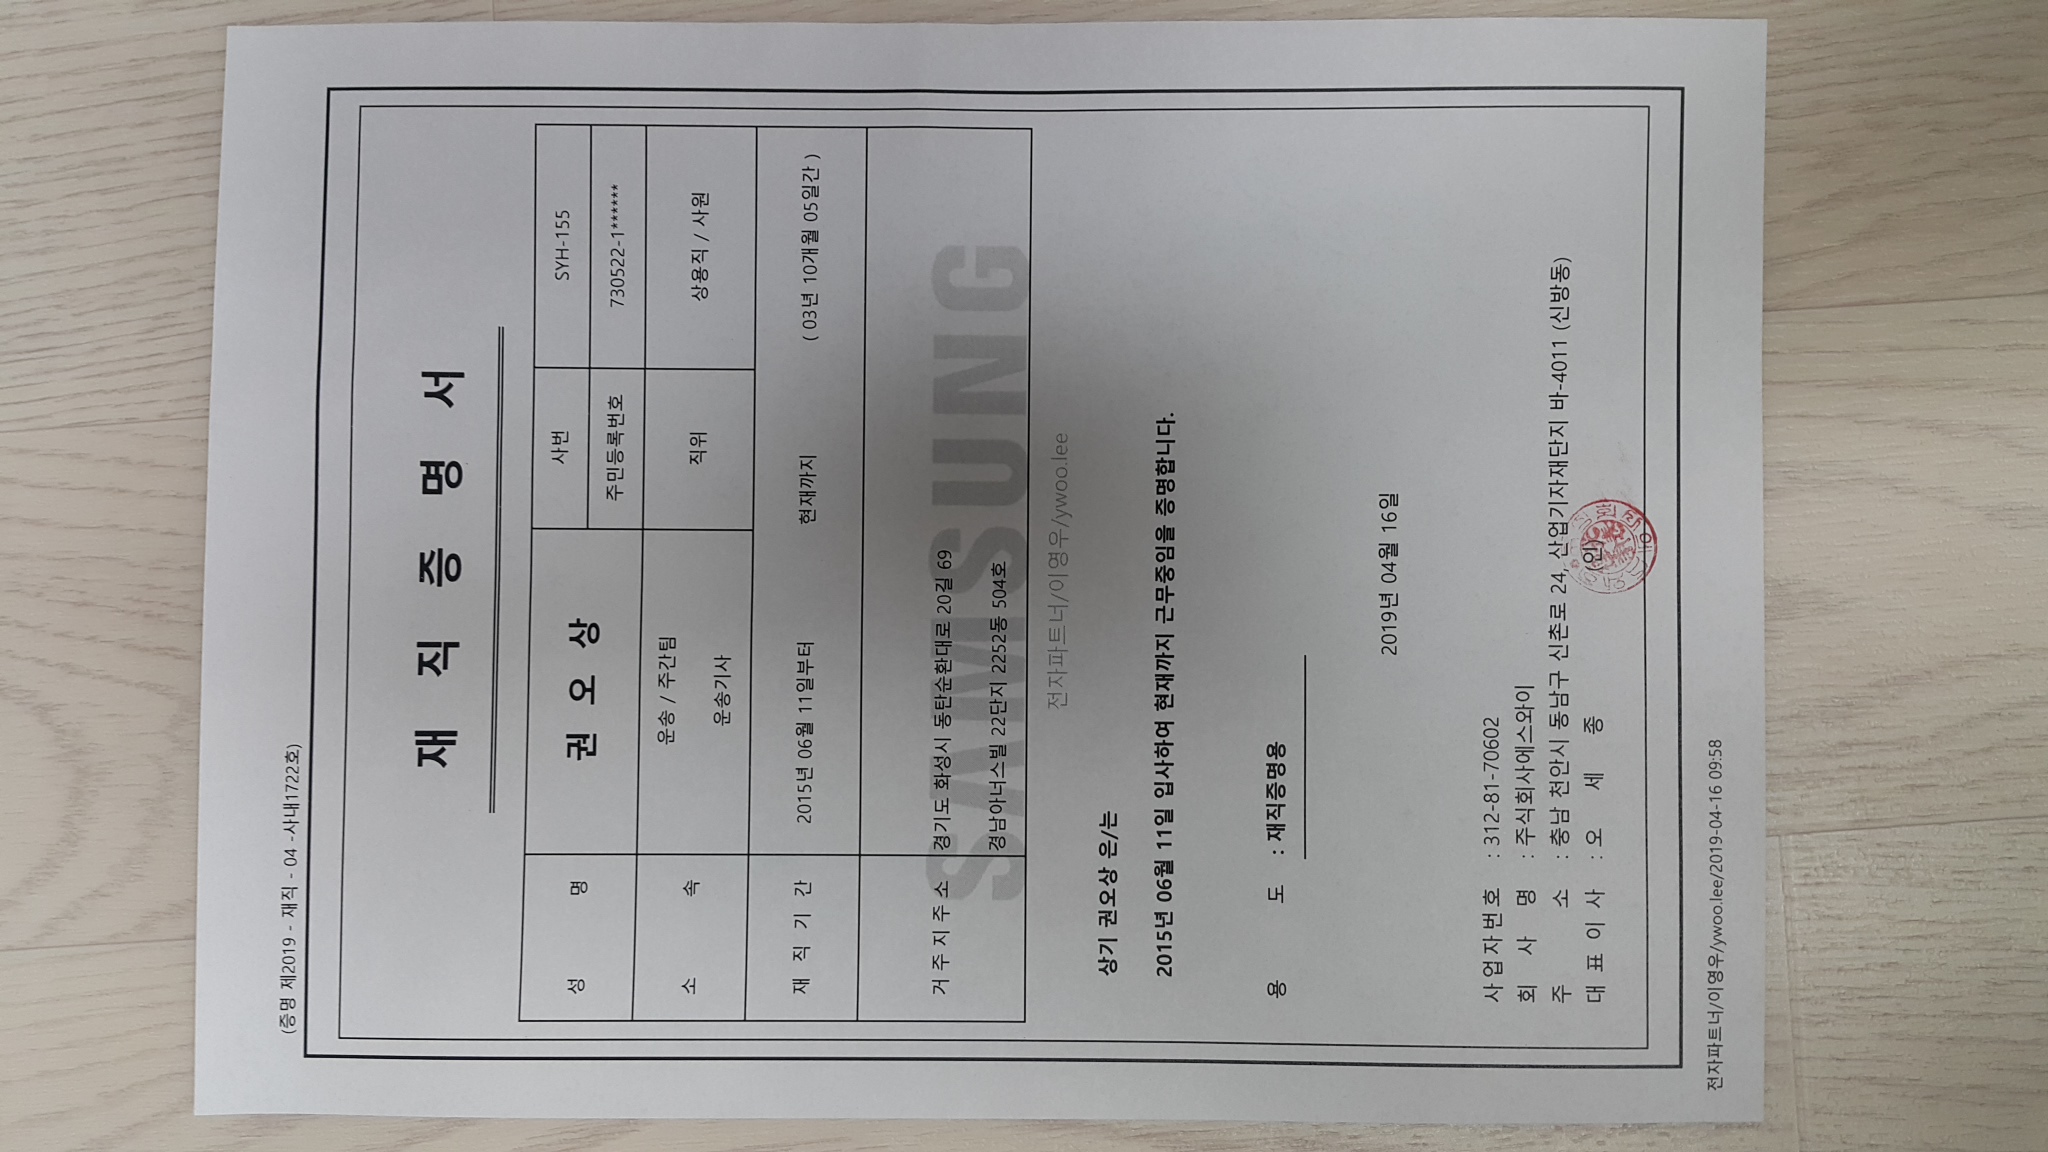 (증명 제2019 - 재직 - 04 -사내1722호)
재 직 증 명 서
성 명 권 오 상 사번 SYH-155
주민등록번호 730522-1******
소 속 운송 / 주간팀 운송기사 직위 상용직 / 사원
재 직 기 간 2015년 06월 11일부터 현재까지 ( 03년 10개월 05일간 )
거 주 지 주 소 경기도 화성시 동탄순환대로 20길 69
경남아너스빌 22단지 2252동 504호
SAMSUNG
전자파트너/이영우/ywoo.lee
상기 권오상 은/는
2015년 06월 11일 입사하여 현재까지 근무중임을 증명합니다.
용 도 : 재직증명용
2019년 04월 16일
사업자번호 : 312-81-70602
회 사 명 : 주식회사에스와이
주 소 : 충남 천안시 동남구 신촌로 24, 산업기자재단지 바-4011 (신방동)
대 표 이 사 : 오 세 종 (인)
전자파트너/이영우/ywoo.lee/2019-04-16 09:58